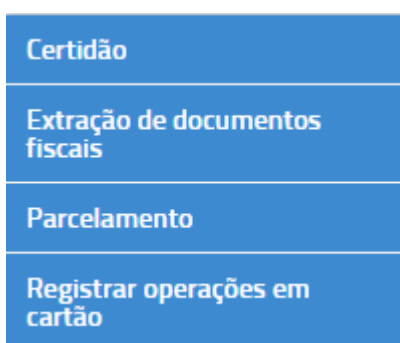 Certidão
Extração de documentos
fiscais
Parcelamento
Registrar operações em
cartão